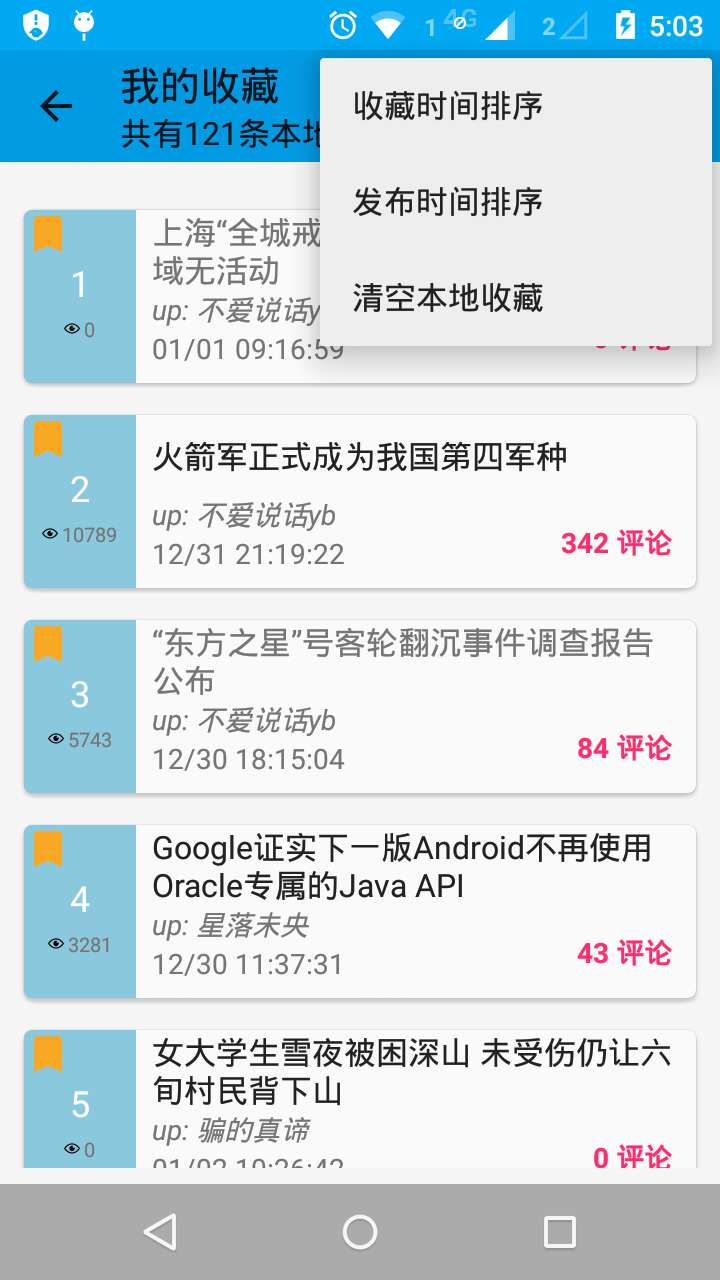 1 4G 2 5:03
我的收藏
共有121条本地
收藏时间排序
发布时间排序
清空本地收藏
1
0
上海“全城戒
域无活动
up: 不爱说话y
01/01 09:16:59
评论
2
10789
火箭军正式成为我国第四军种
up: 不爱说话yb
12/31 21:19:22
342 评论
3
5743
“东方之星”号客轮翻沉事件调查报告
公布
up: 不爱说话yb
12/30 18:15:04
84 评论
4
3281
Google证实下一版Android不再使用
Oracle专属的Java API
up: 星落未央
12/30 11:37:31
43 评论
5
0
女大学生雪夜被困深山 未受伤仍让六
旬村民背下山
up: 骗的真谛
01/02 10:26:42
0 评论